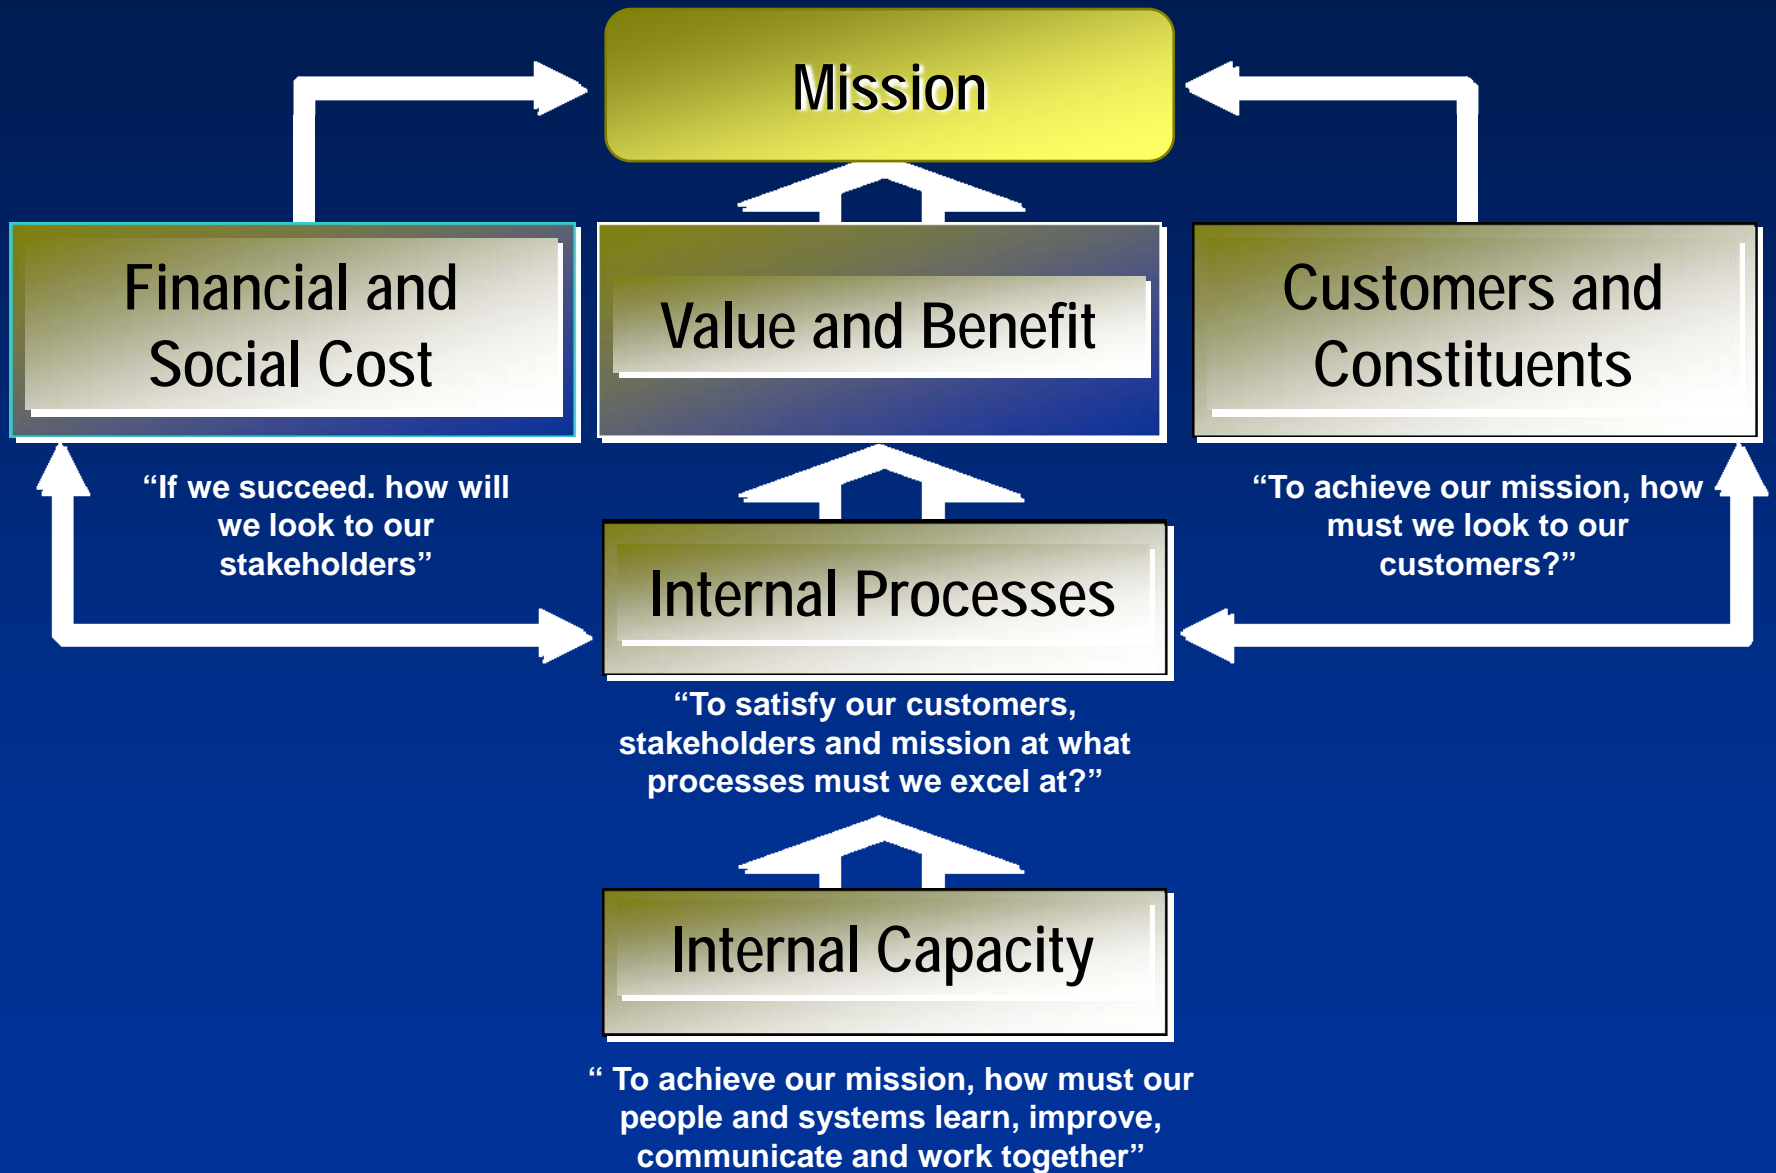 Mission
Financial and
Social Cost
Value and Benefit
Customers and
Constituents
“If we succeed. how will
we look to our
stakeholders”
“To achieve our mission, how
must we look to our
customers?”
Internal Processes
“To satisfy our customers,
stakeholders and mission at what
processes must we excel at?”
Internal Capacity
“ To achieve our mission, how must our
people and systems learn, improve,
communicate and work together”